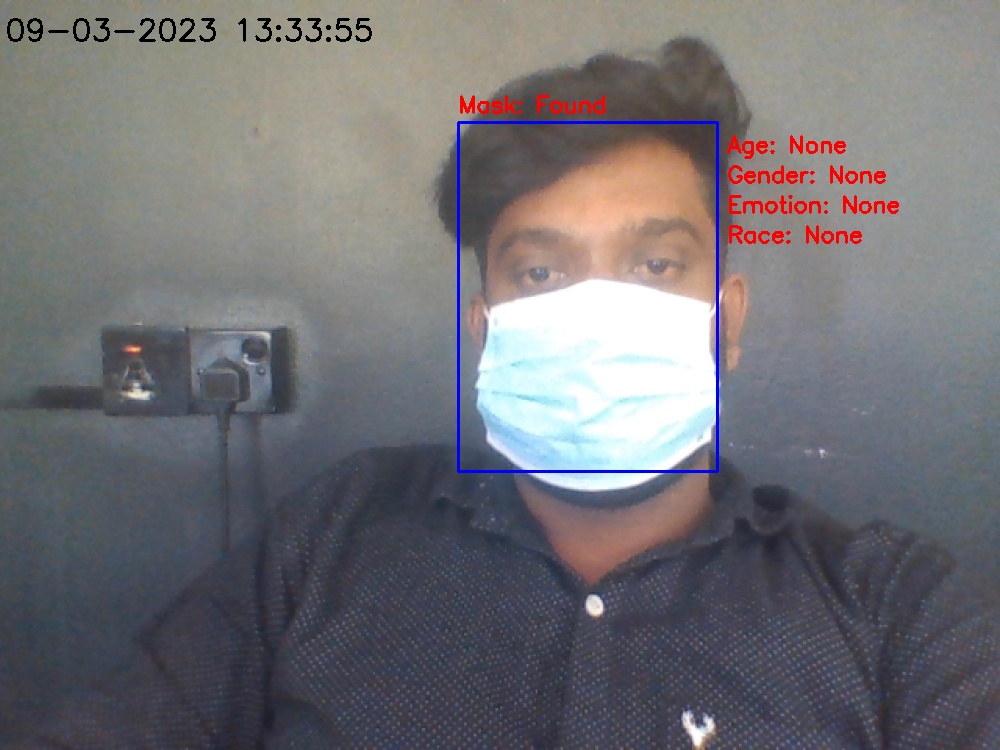 09-03-2023 13:33:55
Mask: Found
Age: None
Gender: None
Emotion: None
Race: None